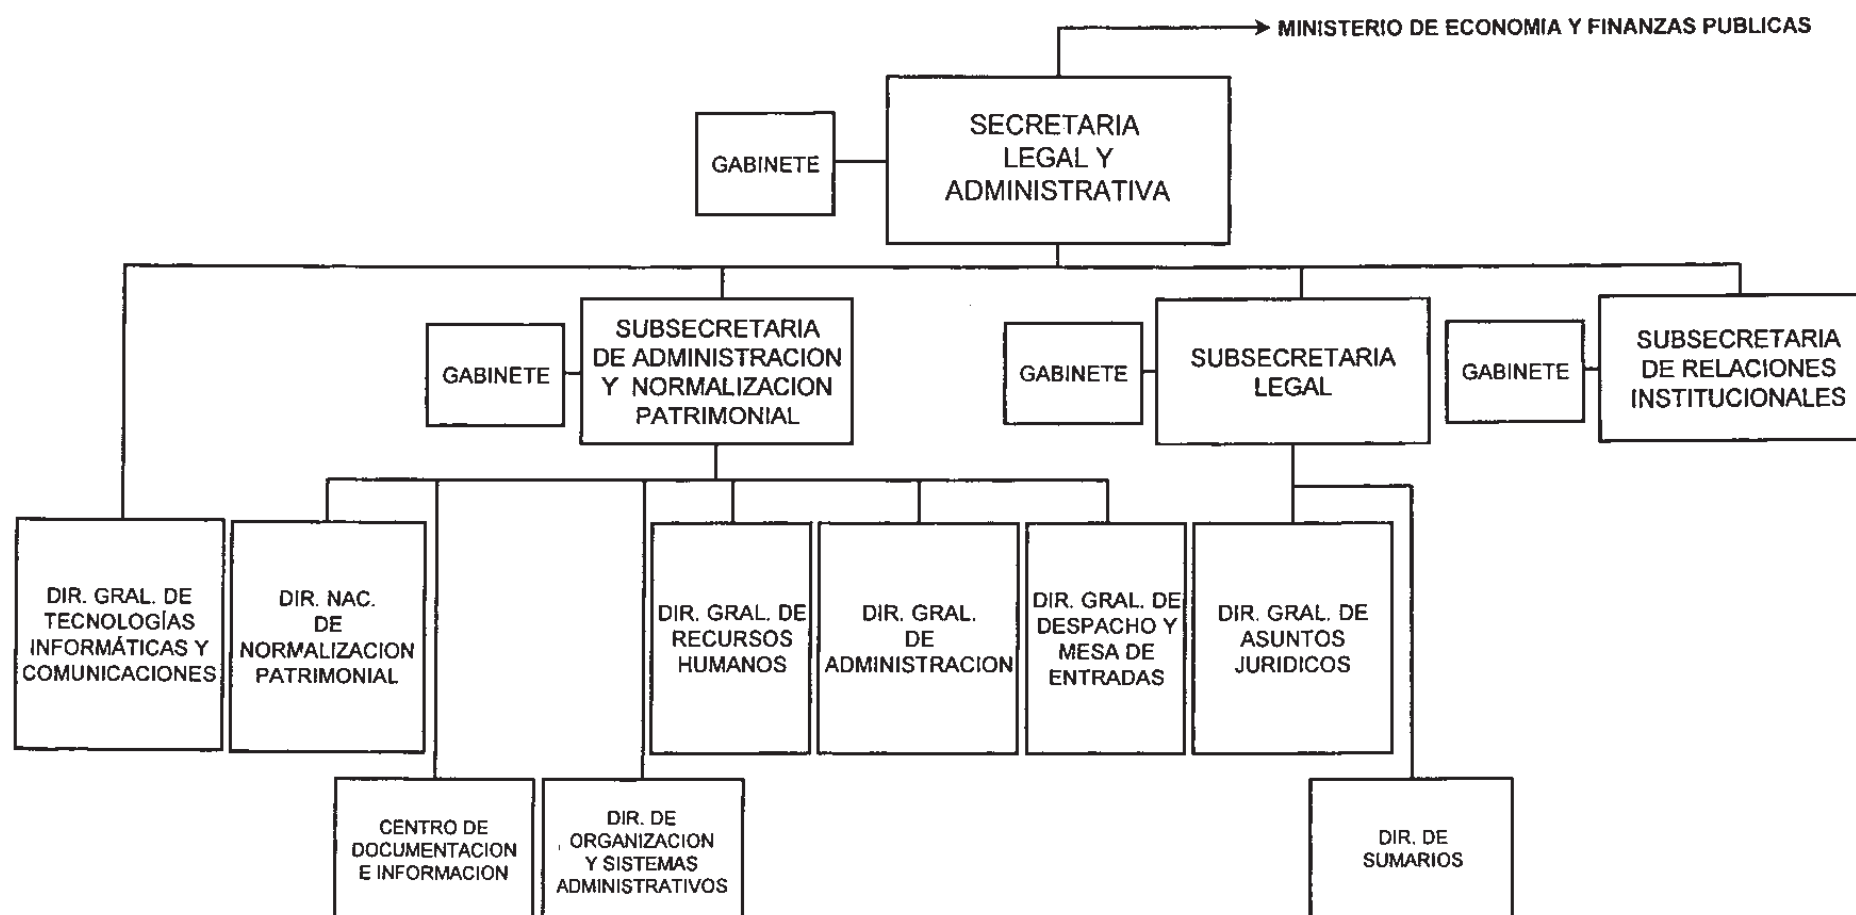 MINISTERIO DE ECONOMIA Y FINANZAS PUBLICAS
SECRETARIA
LEGAL Y
ADMINISTRATIVA
GABINETE
SUBSECRETARIA
DE ADMINISTRACION
Y NORMALIZACION
PATRIMONIAL
GABINETE
SUBSECRETARIA
LEGAL
GABINETE
SUBSECRETARIA
DE RELACIONES
INSTITUCIONALES
GABINETE
DIR. GRAL. DE
TECNOLOGÍAS
INFORMÁTICAS Y
COMUNICACIONES
DIR. NAC.
DE
NORMALIZACION
PATRIMONIAL
DIR. GRAL. DE
RECURSOS
HUMANOS
DIR. GRAL.
DE
ADMINISTRACION
DIR. GRAL. DE
DESPACHO Y
MESA DE
ENTRADAS
DIR. GRAL. DE
ASUNTOS
JURIDICOS
CENTRO DE
DOCUMENTACION
E INFORMACION
DIR. DE
ORGANIZACION
Y SISTEMAS
ADMINISTRATIVOS
DIR. DE
SUMARIOS